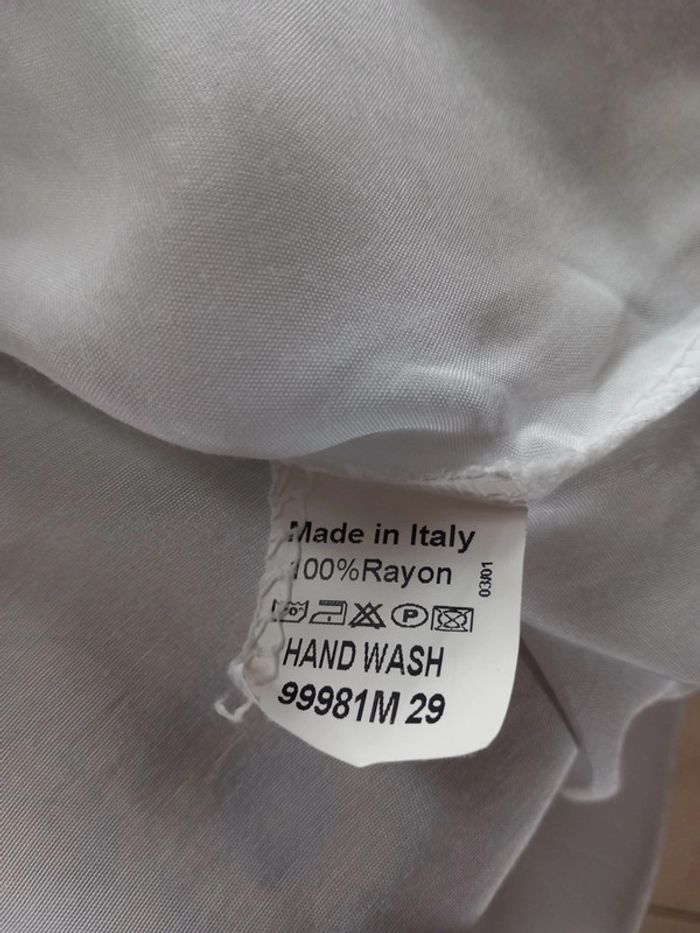 Made in Italy
100%Rayon
03/01
P
HAND WASH
99981M 29